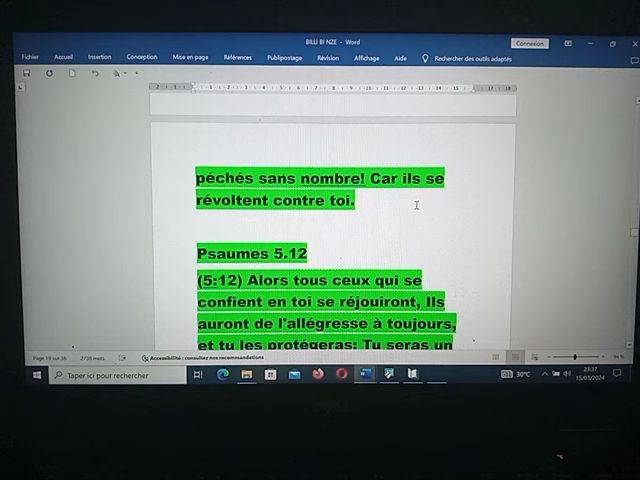 BILLI BI NZE - Word
Connexion
Fichier Accueil Insertion Conception Mise en page Références Publipostage Révision Affichage Aide Rechercher des outils adaptés
péchés sans nombre! Car ils se
révoltent contre toi.
Psaumes 5.12
(5:12) Alors tous ceux qui se
confient en toi se réjouiront, Ils
auront de l'allégresse à toujours,
et tu les protégeras; Tu seras un
Page 19 sur 36 2738 mots Accessibilité : consultez nos recommandations 94 %
Taper ici pour rechercher
30°C
23:37
15/03/2024